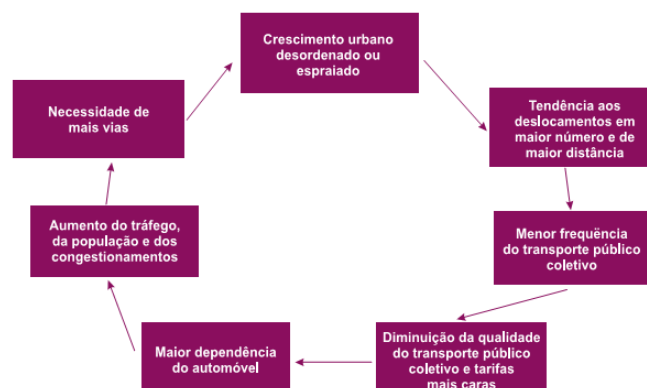 Crescimento urbano
desordenado ou
espraiado
Tendência aos
deslocamentos em
maior número e de
maior distância
Menor freqüência
do transporte público
coletivo
Diminuição da qualidade
do transporte público
coletivo e tarifas
mais caras
Maior dependência
do automóvel
Aumento do tráfego,
da população e dos
congestionamentos
Necessidade de
mais vias